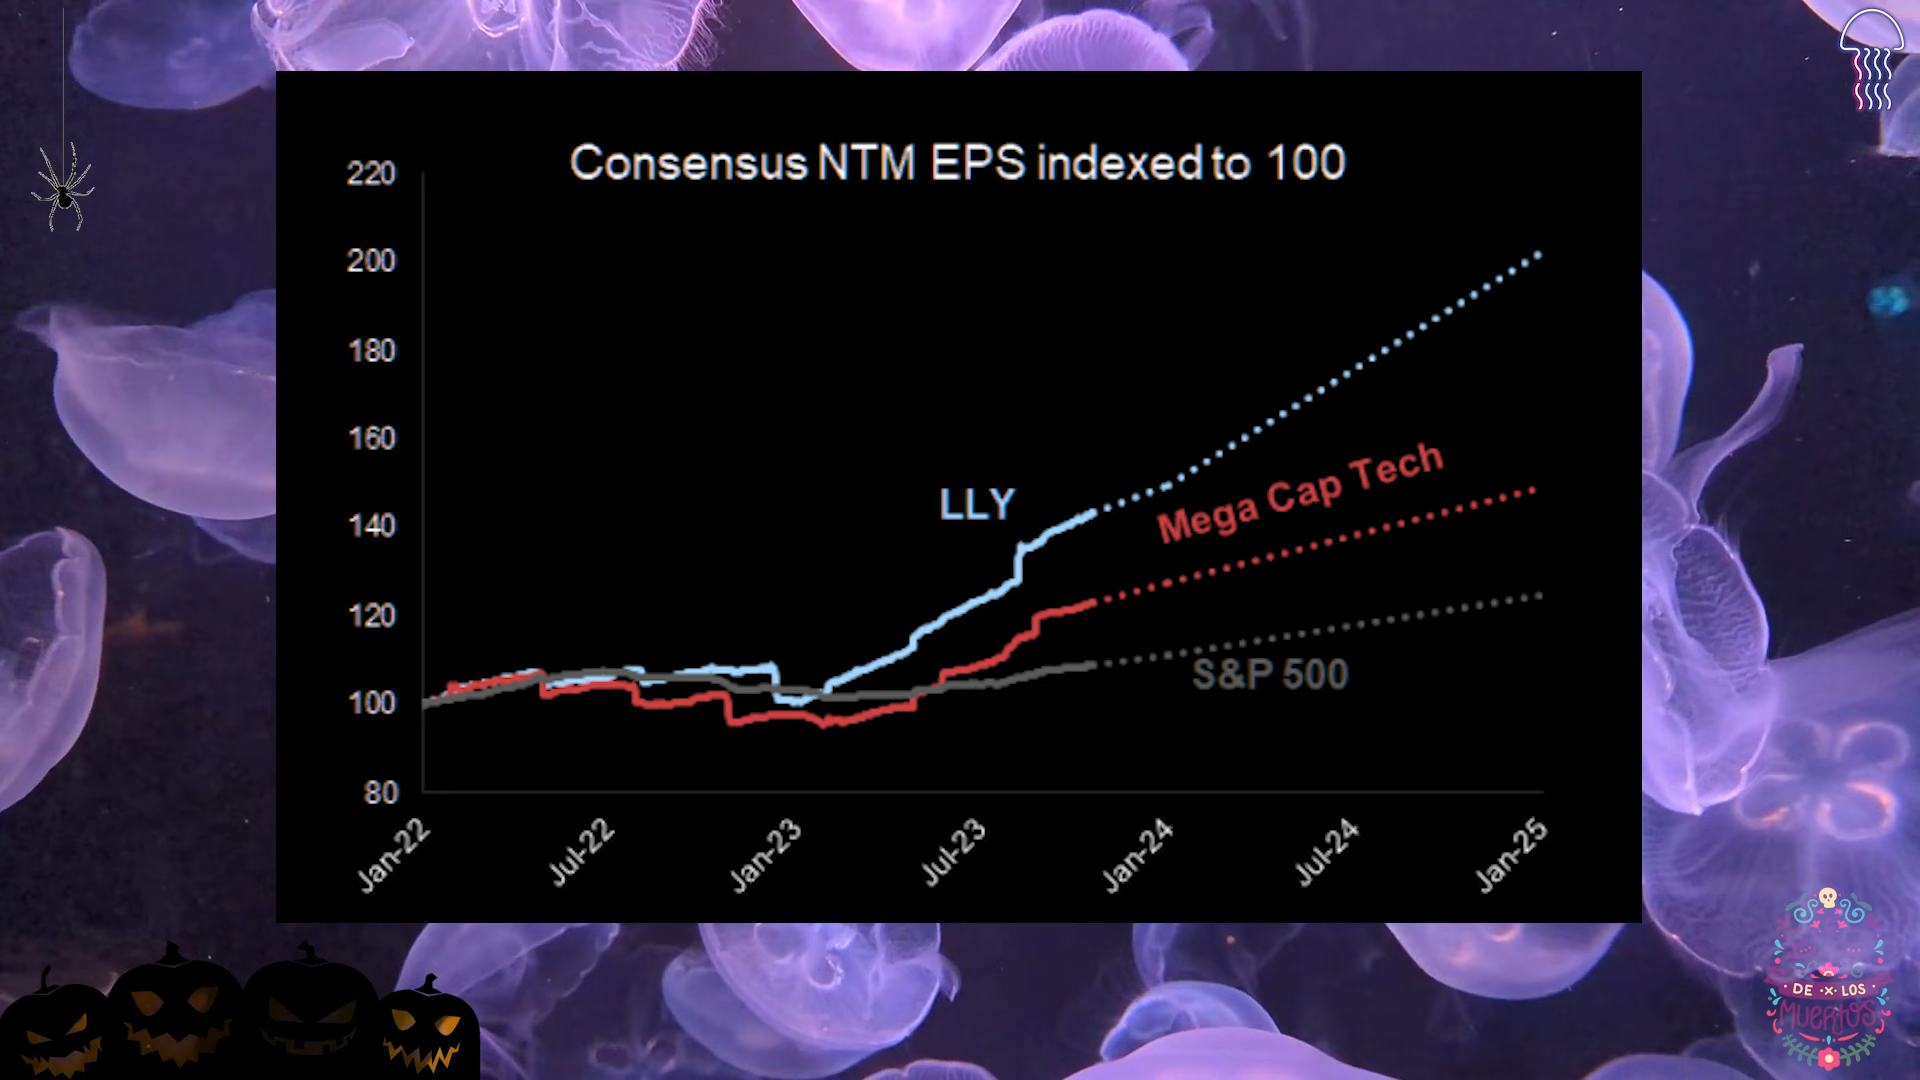 Consensus NTM EPS indexed to 100
220
200
180
160
140
120
100
80
LLY
Mega Cap Tech
S&P 500
Jan-22
Jul-22
Jan-23
Jul-23
Jan-24
Jul-24
Jan-25
DE · X · LOS
MUERTOS